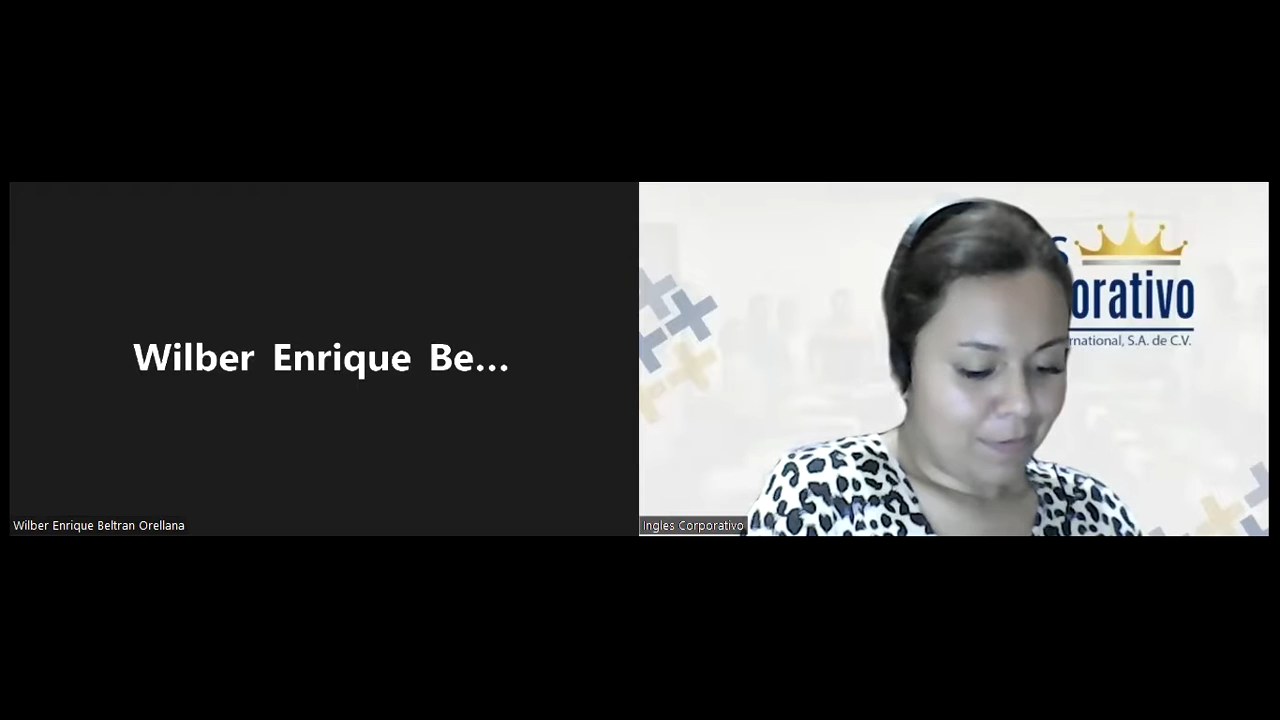 Wilber Enrique Be...
Wilber Enrique Beltran Orellana
S
orativo
rnational, S.A. de C.V.
Ingles Corporativo